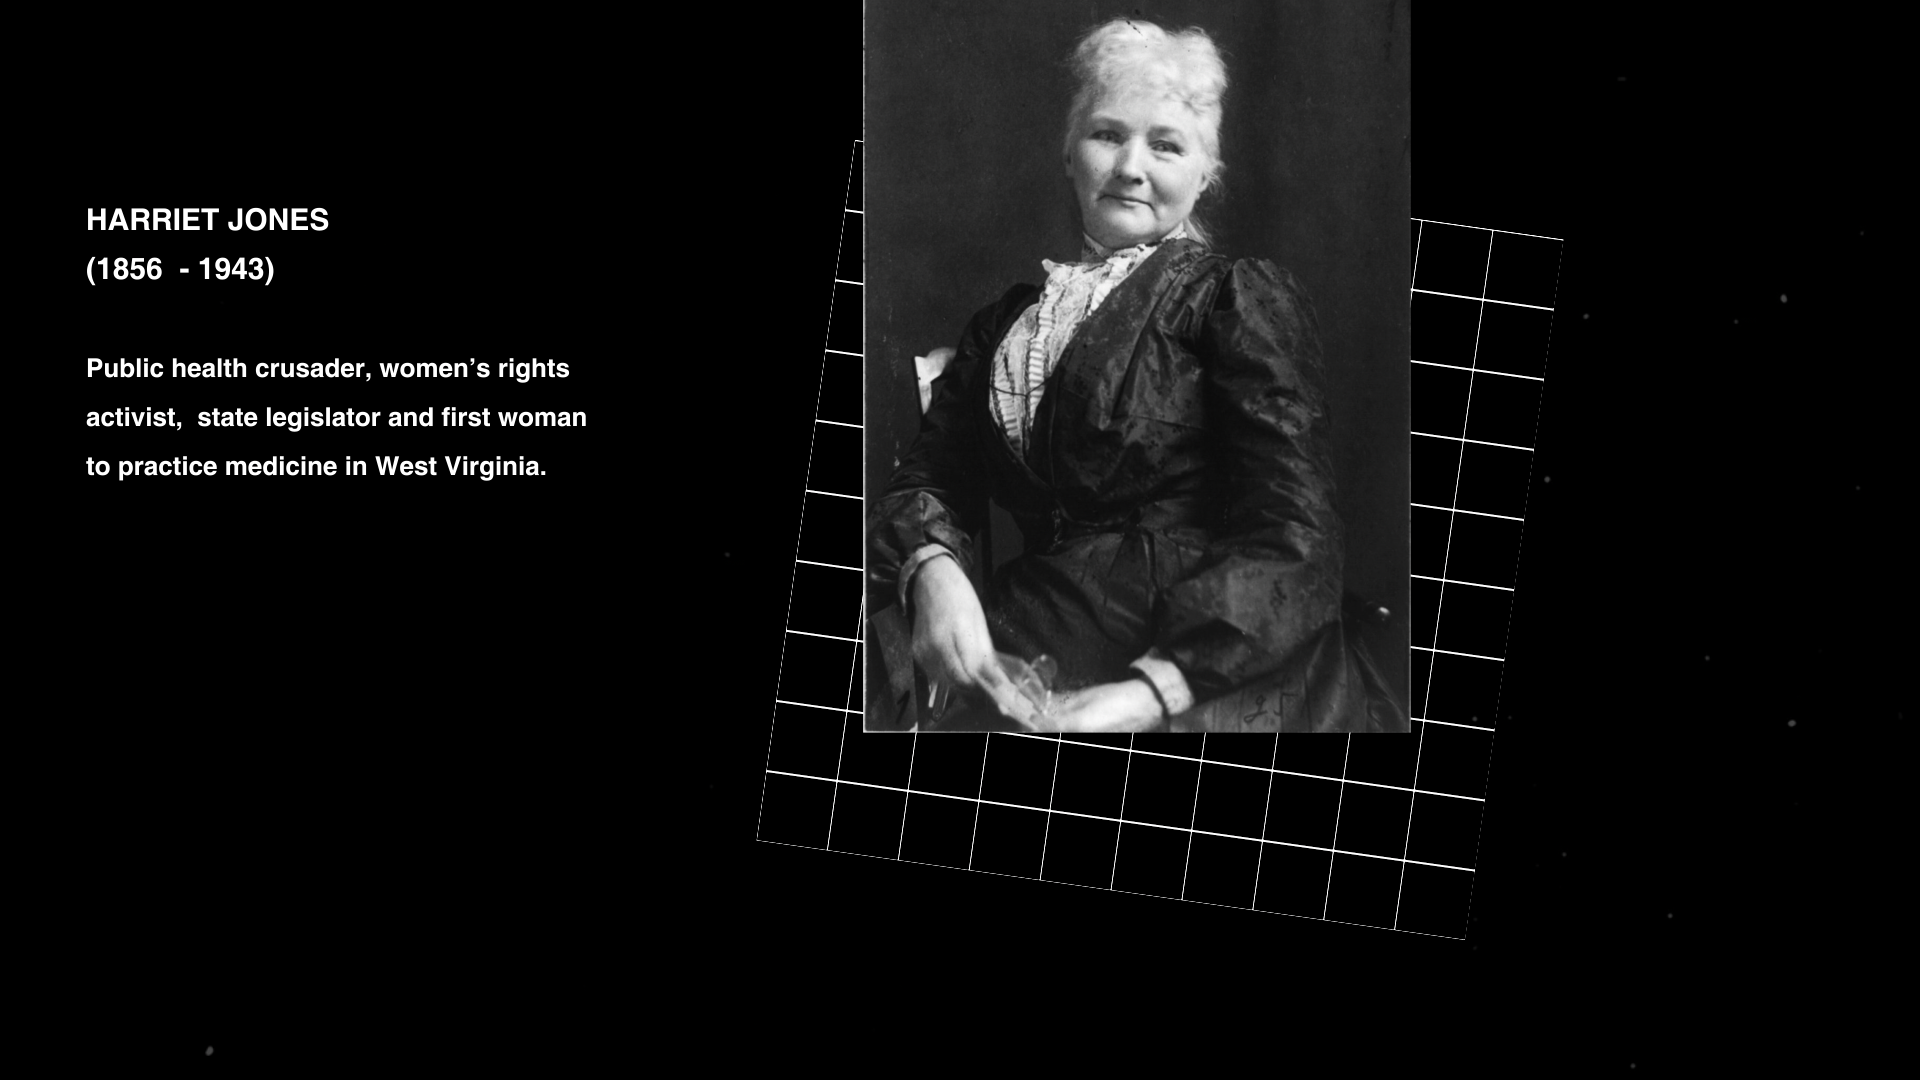 HARRIET JONES
(1856  - 1943)
Public health crusader, women’s rights
activist,  state legislator and first woman
to practice medicine in West Virginia.